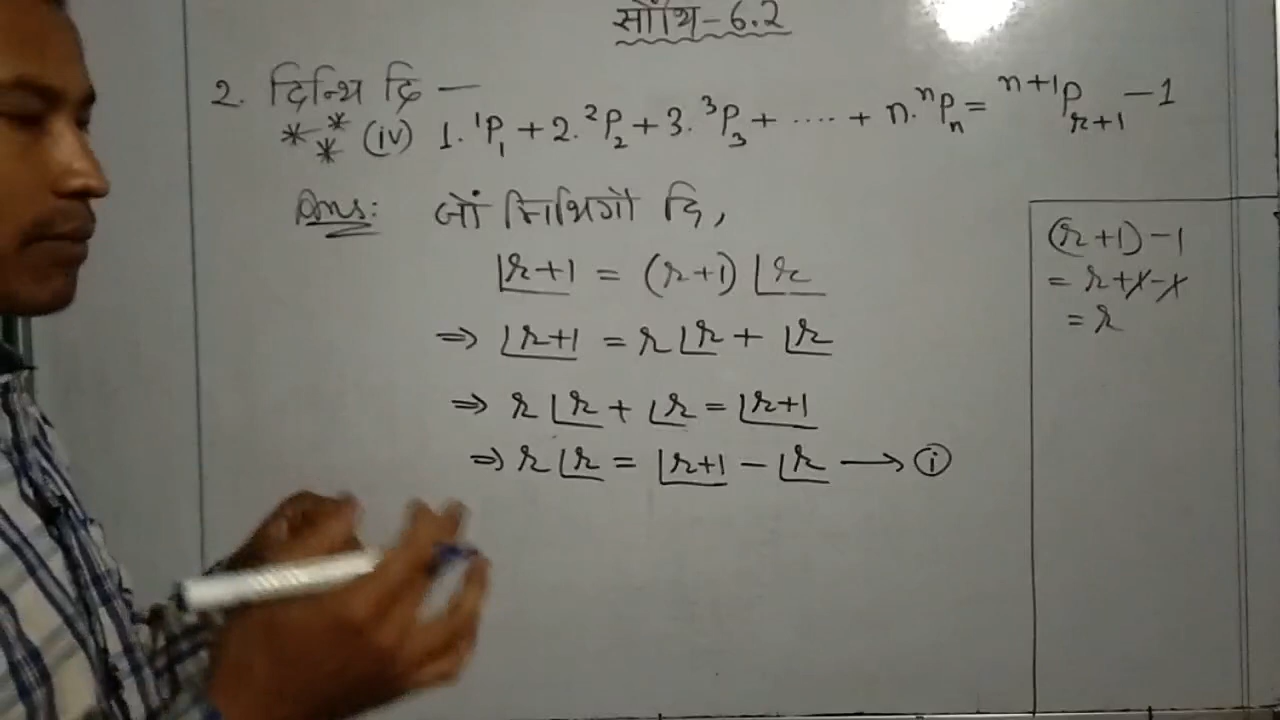 सोंथि-6.2
2. दिन्थि दि —
(iv) 1.¹P₁ + 2.²P₂ + 3.³P₃ + ..... + n.ⁿPₙ = ⁿ⁺¹Pᵣ₊₁ - 1
Ans: जों मिथिगौ दि,
|r+1 = (r+1) |r
⇒ |r+1 = r|r + |r
⇒ r|r + |r = |r+1
⇒ r|r = |r+1 - |r → (i)
(r+1)-1
= r+1-1
= r